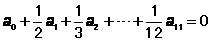 a₀ + 1/2 a₁ + 1/3 a₂ + ⋯ + 1/12 a₁₁ = 0